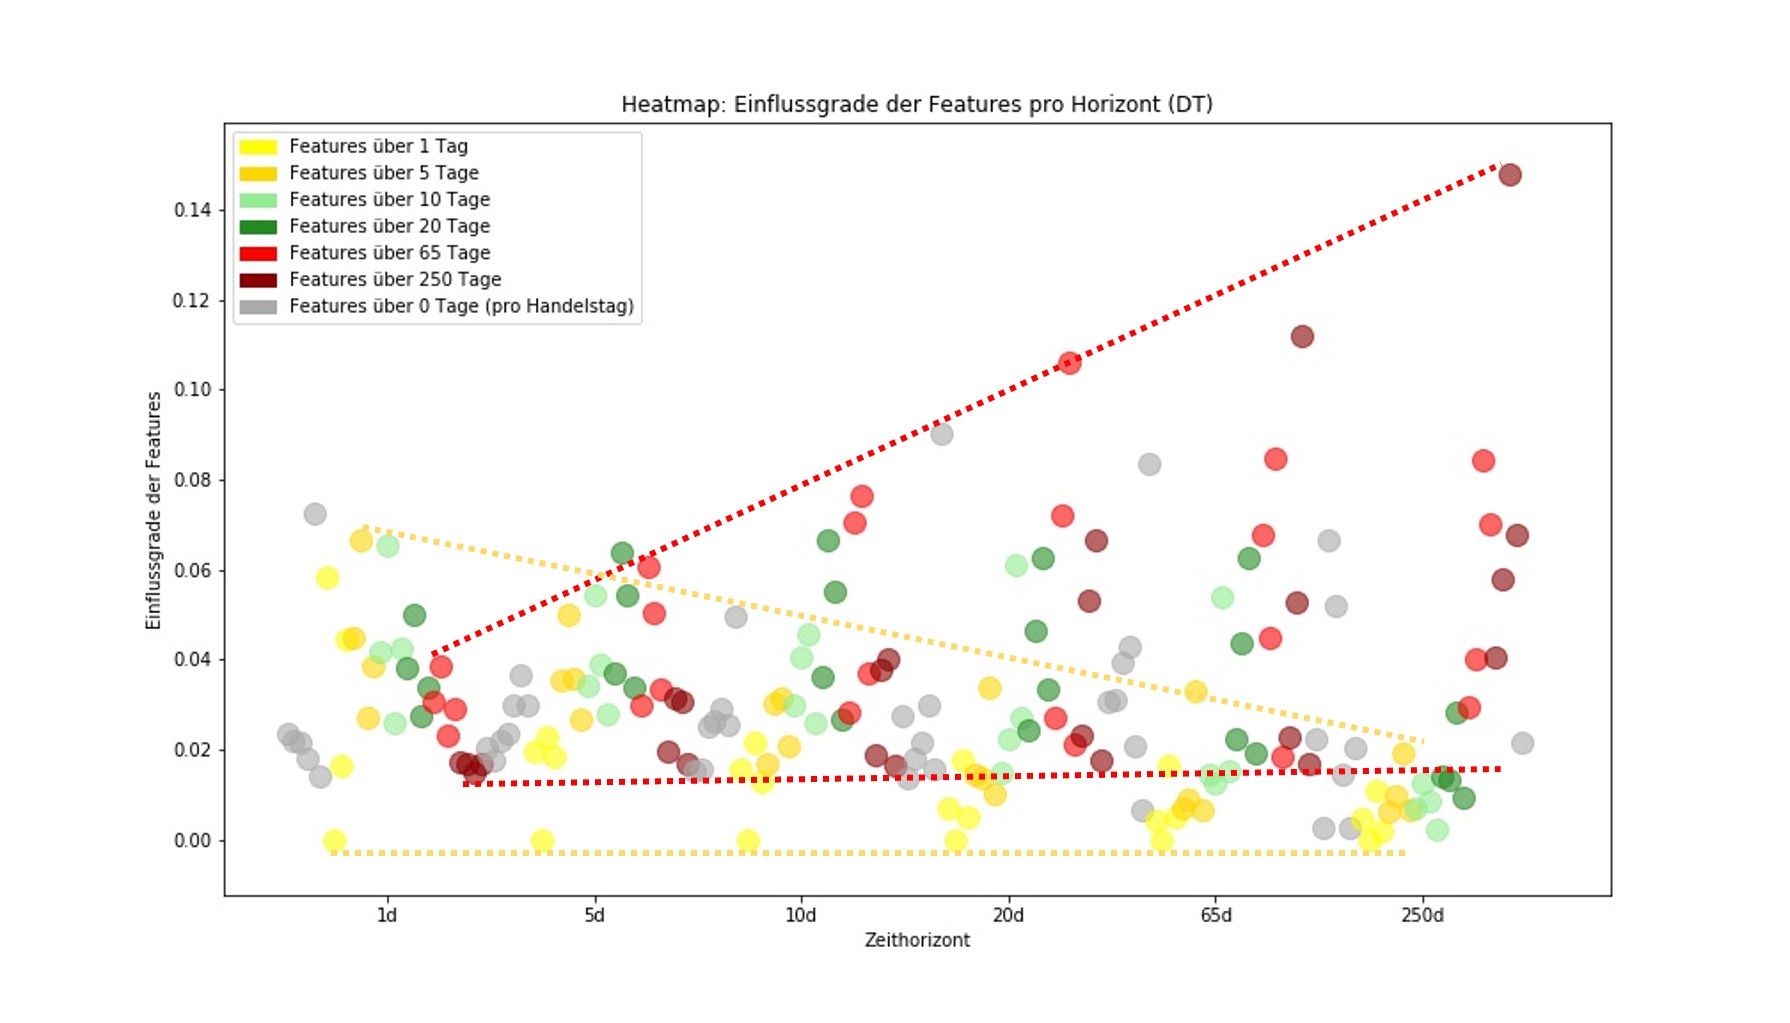 Heatmap: Einflussgrade der Features pro Horizont (DT)
Features über 1 Tag
Features über 5 Tage
Features über 10 Tage
Features über 20 Tage
Features über 65 Tage
Features über 250 Tage
Features über 0 Tage (pro Handelstag)
Einflussgrade der Features
0.14
0.12
0.10
0.08
0.06
0.04
0.02
0.00
1d 5d 10d 20d 65d 250d
Zeithorizont